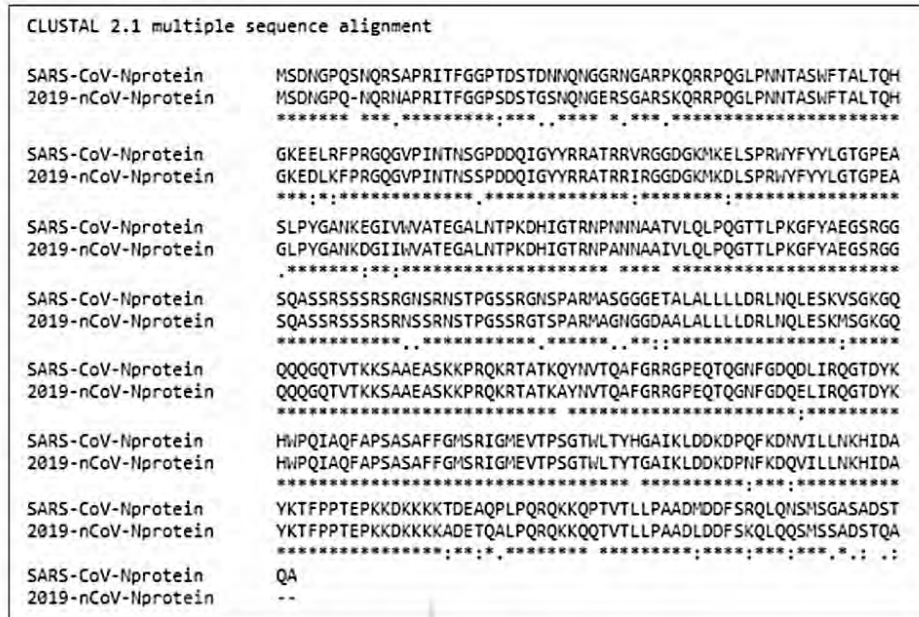 CLUSTAL 2.1 multiple sequence alignment
SARS-CoV-Nprotein MSDNGPQSNQRSAPRITFGGPTDSTDNNQNGGRNGARPKQRRPQGLPNNTASWFTALTQH
2019-nCoV-Nprotein MSDNGPQ-NQRNAPRITFGGPSDSTGSNQNGERSGARSKQRRPQGLPNNTASWFTALTQH
******* ***.*********:***..**** *.***.**********************
SARS-CoV-Nprotein GKEELRFPRGQGVPINTNSGPDDQIGYYRRATRRVRGGDGKMKELSPRWYFYYLGTGPEA
2019-nCoV-Nprotein GKEDLKFPRGQGVPINTNSSPDDQIGYYRRATRRIRGGDGKMKDLSPRWYFYYLGTGPEA
***:*:*************.**************:********:****************
SARS-CoV-Nprotein SLPYGANKEGIVWVATEGALNTPKDHIGTRNPNNNAATVLQLPQGTTLPKGFYAEGSRGG
2019-nCoV-Nprotein GLPYGANKDGIIWVATEGALNTPKDHIGTRNPANNAAIVLQLPQGTTLPKGFYAEGSRGG
.*******:**:******************** **** **********************
SARS-CoV-Nprotein SQASSRSSSRSRGNSRNSTPGSSRGNSPARMASGGGETALALLLLDRLNQLESKVSGKGQ
2019-nCoV-Nprotein SQASSRSSSRSRNSSRNSTPGSSRGTSPARMAGNGGDAALALLLLDRLNQLESKMSGKGQ
************..***********.******..**::****************:*****
SARS-CoV-Nprotein QQQGQTVTKKSAAEASKKPRQKRTATKQYNVTQAFGRRGPEQTQGNFGDQDLIRQGTDYK
2019-nCoV-Nprotein QQQGQTVTKKSAAEASKKPRQKRTATKAYNVTQAFGRRGPEQTQGNFGDQELIRQGTDYK
*************************** **********************:*********
SARS-CoV-Nprotein HWPQIAQFAPSASAFFGMSRIGMEVTPSGTWLTYHGAIKLDDKDPQFKDNVILLNKHIDA
2019-nCoV-Nprotein HWPQIAQFAPSASAFFGMSRIGMEVTPSGTWLTYTGAIKLDDKDPNFKDQVILLNKHIDA
********************************** **********:***:**********
SARS-CoV-Nprotein YKTFPPTEPKKDKKKKTDEAQPLPQRQKKQPTVTLLPAADMDDFSRQLQNSMSGASADST
2019-nCoV-Nprotein YKTFPPTEPKKDKKKKADETQALPQRQKKQQTVTLLPAADLDDFSKQLQQSMSSADSTQA
****************:**:*.******** *********:****:***:***.*.: .:
SARS-CoV-Nprotein QA
2019-nCoV-Nprotein --